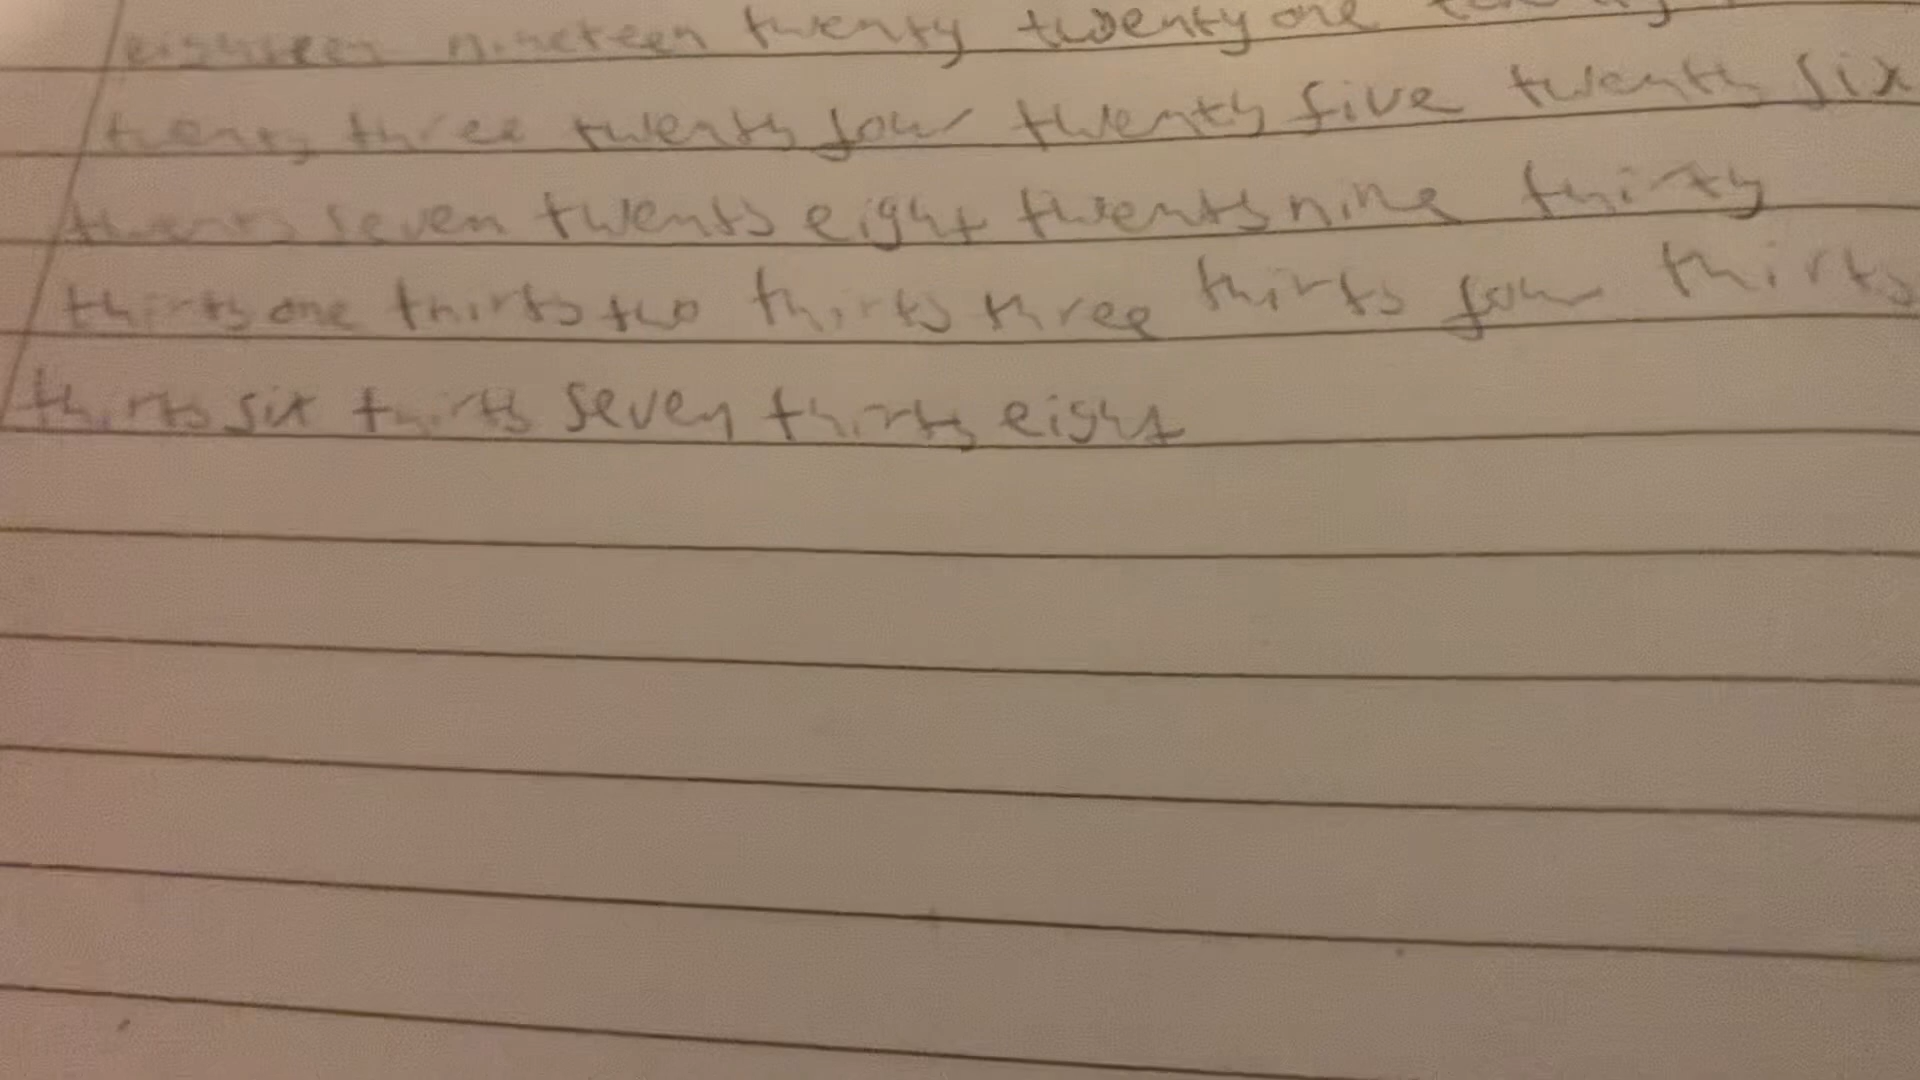 eighteen nineteen twenty twenty one
twenty three twenty four twenty five twenty six
twenty seven twenty eight twenty nine thirty
thirty one thirty two thirty three thirty four thirty
thirty six thirty seven thirty eight